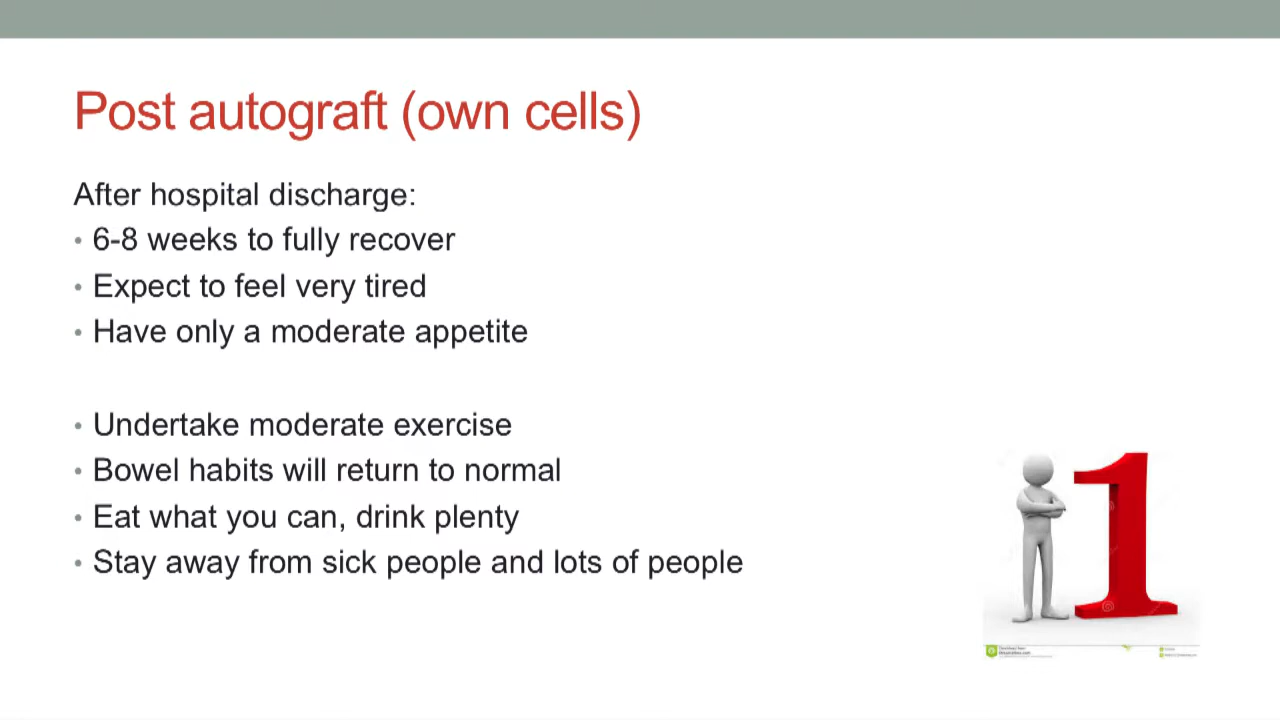 Post autograft (own cells)
After hospital discharge:
• 6-8 weeks to fully recover
• Expect to feel very tired
• Have only a moderate appetite
• Undertake moderate exercise
• Bowel habits will return to normal
• Eat what you can, drink plenty
• Stay away from sick people and lots of people
1